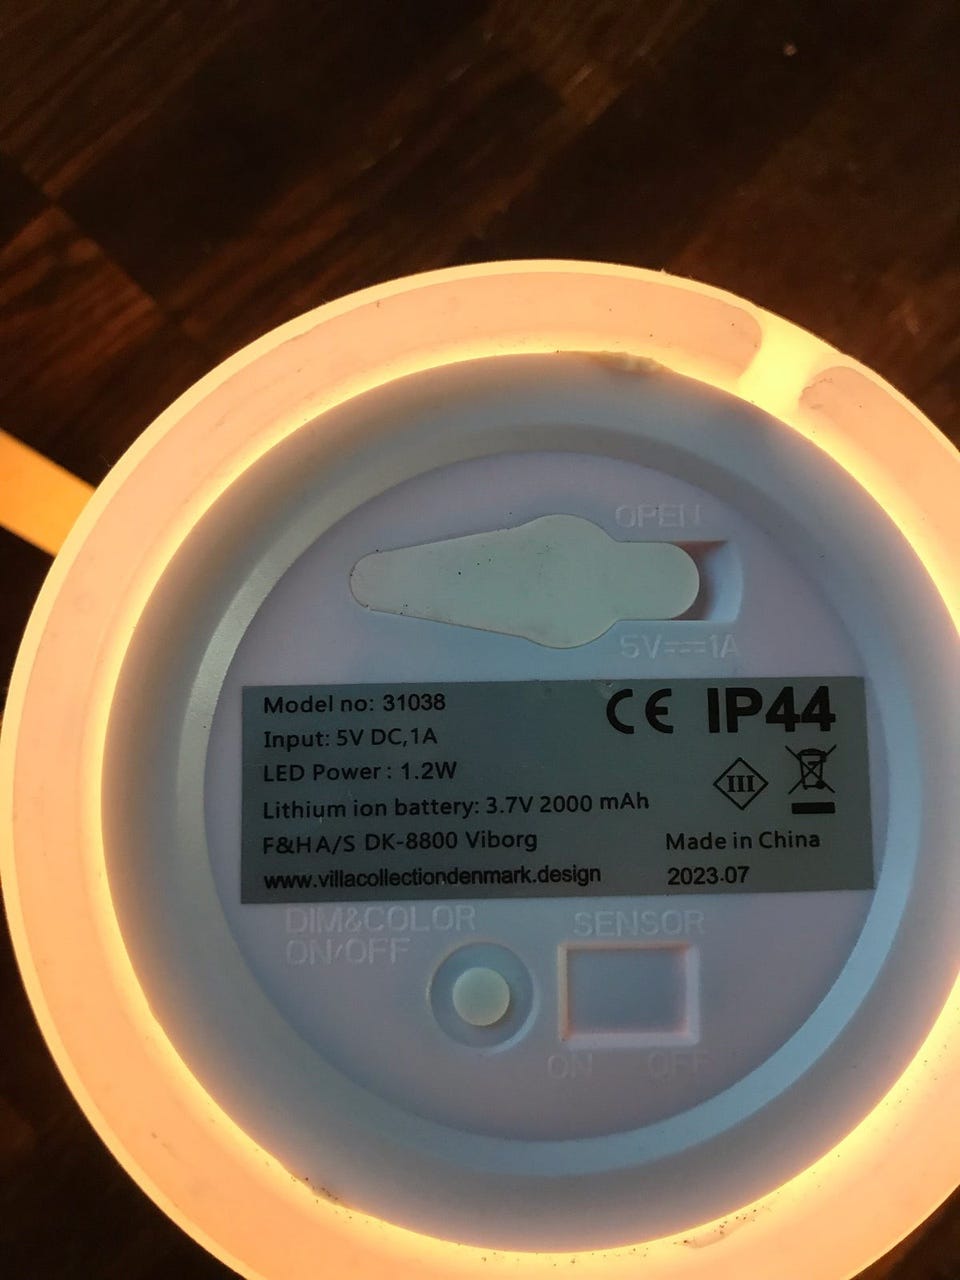 OPEN
5V⎓1A
Model no: 31038
Input: 5V DC,1A
LED Power : 1.2W
Lithium ion battery: 3.7V 2000 mAh
F&H A/S DK-8800 Viborg
www.villacollectiondenmark.design
CE IP44
III
Made in China
2023.07
DIM&COLOR
ON/OFF
SENSOR
ON OFF